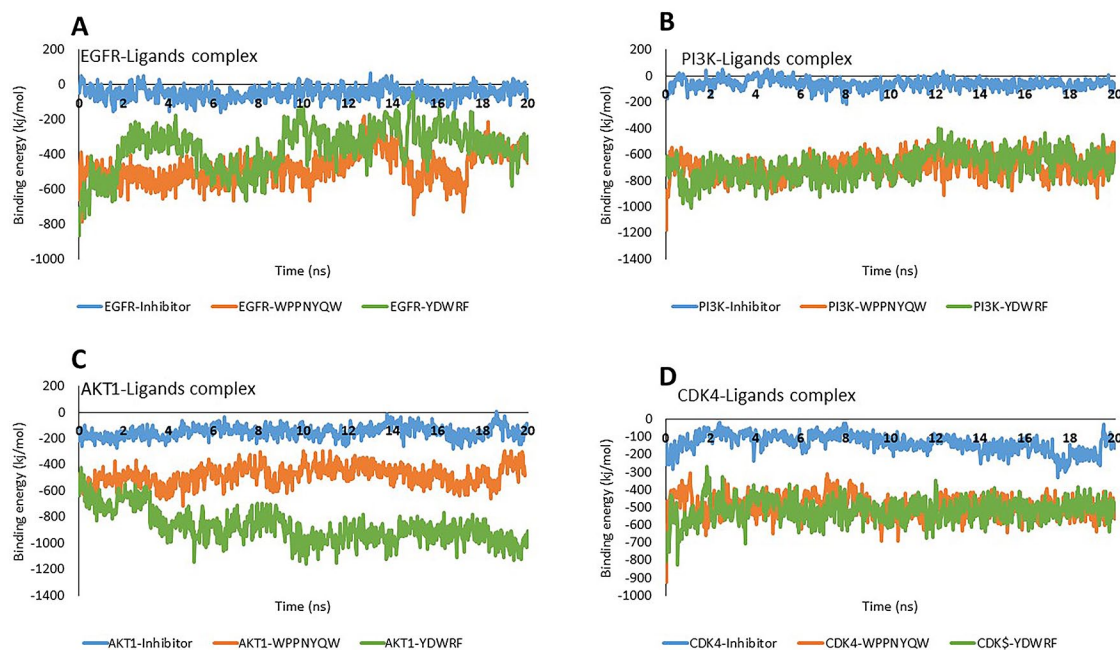 A
EGFR-Ligands complex
Binding energy (kj/mol)
200
0
-200
-400
-600
-800
-1000
0 2 4 6 8 10 12 14 16 18 20
Time (ns)
EGFR-Inhibitor EGFR-WPPNYQW EGFR-YDWRF
B
PI3K-Ligands complex
Binding energy (kj/mol)
200
0
-200
-400
-600
-800
-1000
-1200
-1400
0 2 4 6 8 10 12 14 16 18 20
Time (ns)
PI3K-Inhibitor PI3K-WPPNYQW PI3K-YDWRF
C
AKT1-Ligands complex
Binding energy (kj/mol)
200
0
-200
-400
-600
-800
-1000
-1200
-1400
0 2 4 6 8 10 12 14 16 18 20
Time (ns)
AKT1-Inhibitor AKT1-WPPNYQW AKT1-YDWRF
D
CDK4-Ligands complex
Binding energy (kj/mol)
0
-100
-200
-300
-400
-500
-600
-700
-800
-900
-1000
0 2 4 6 8 10 12 14 16 18 20
Time (ns)
CDK4-Inhibitor CDK4-WPPNYQW CDK$-YDWRF